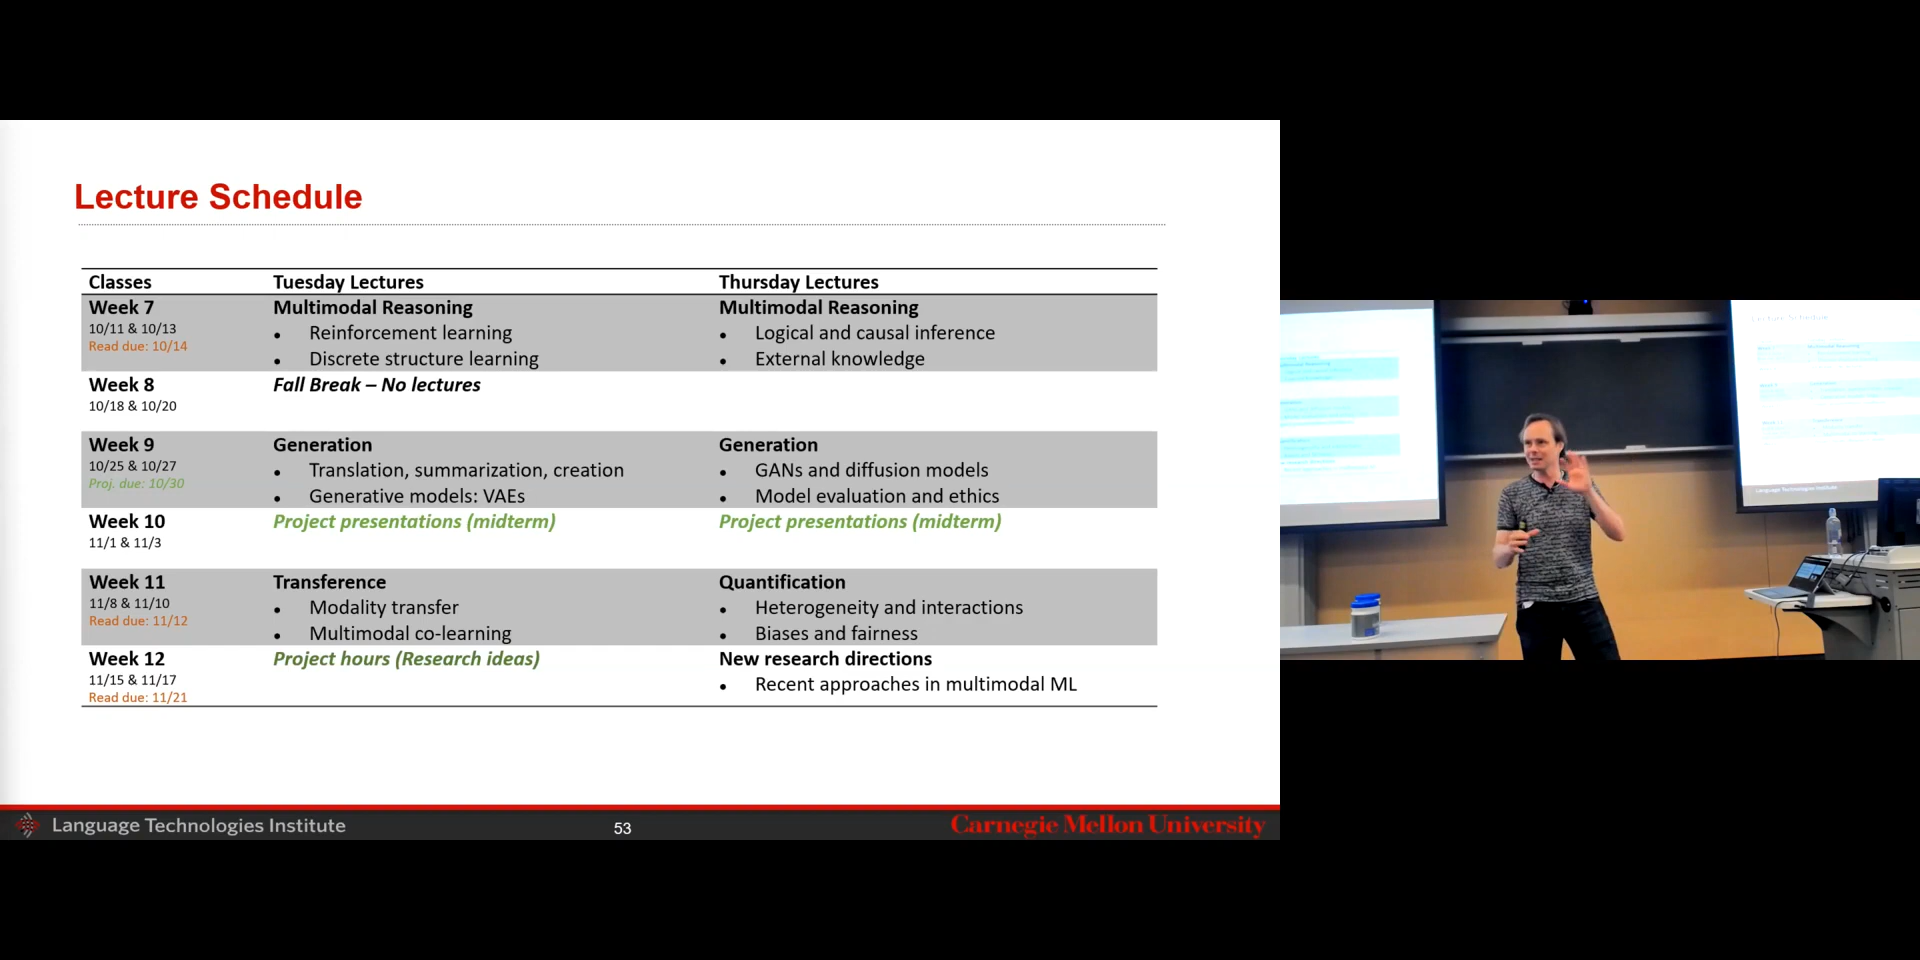 Lecture Schedule
Classes Tuesday Lectures Thursday Lectures
Week 7 Multimodal Reasoning Multimodal Reasoning
10/11 & 10/13 • Reinforcement learning • Logical and causal inference
Read due: 10/14 • Discrete structure learning • External knowledge
Week 8 Fall Break – No lectures
10/18 & 10/20
Week 9 Generation Generation
10/25 & 10/27 • Translation, summarization, creation • GANs and diffusion models
Proj. due: 10/30 • Generative models: VAEs • Model evaluation and ethics
Week 10 Project presentations (midterm) Project presentations (midterm)
11/1 & 11/3
Week 11 Transference Quantification
11/8 & 11/10 • Modality transfer • Heterogeneity and interactions
Read due: 11/12 • Multimodal co-learning • Biases and fairness
Week 12 Project hours (Research ideas) New research directions
11/15 & 11/17 • Recent approaches in multimodal ML
Read due: 11/21
Language Technologies Institute 53 Carnegie Mellon University
Lecture Schedule
Language Technologies Institute